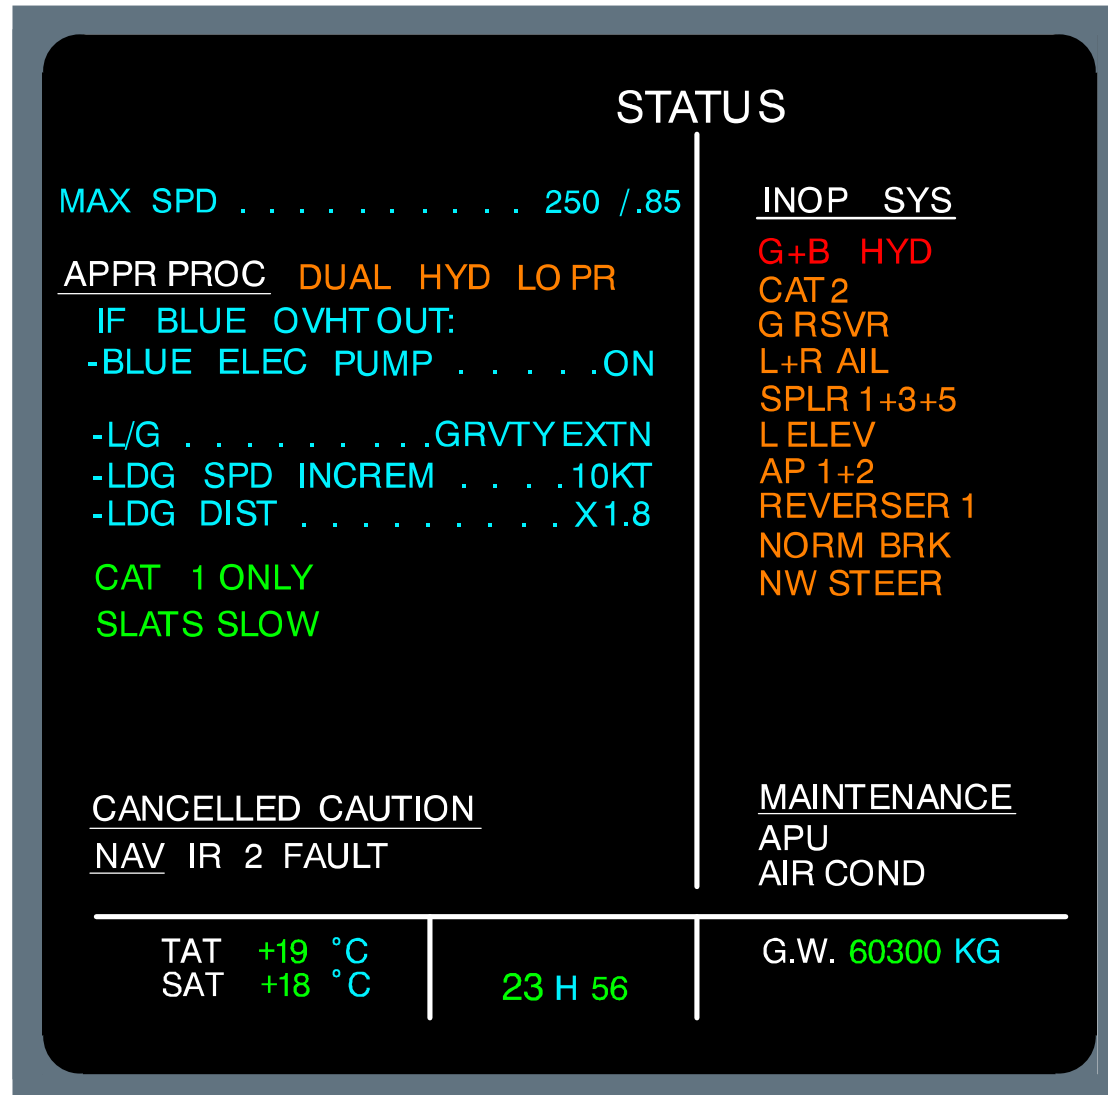 STATUS
MAX SPD . . . . . . . . . . 250 /.85
APPR PROC DUAL HYD LO PR
IF BLUE OVHT OUT:
-BLUE ELEC PUMP . . . . .ON
-L/G . . . . . . . . .GRVTY EXTN
-LDG SPD INCREM . . . .10KT
-LDG DIST . . . . . . . . . X 1.8
CAT 1 ONLY
SLATS SLOW
CANCELLED CAUTION
NAV IR 2 FAULT
INOP SYS
G+B HYD
CAT 2
G RSVR
L+R AIL
SPLR 1+3+5
L ELEV
AP 1+2
REVERSER 1
NORM BRK
NW STEER
MAINTENANCE
APU
AIR COND
TAT +19 °C
SAT +18 °C
23 H 56
G.W. 60300 KG